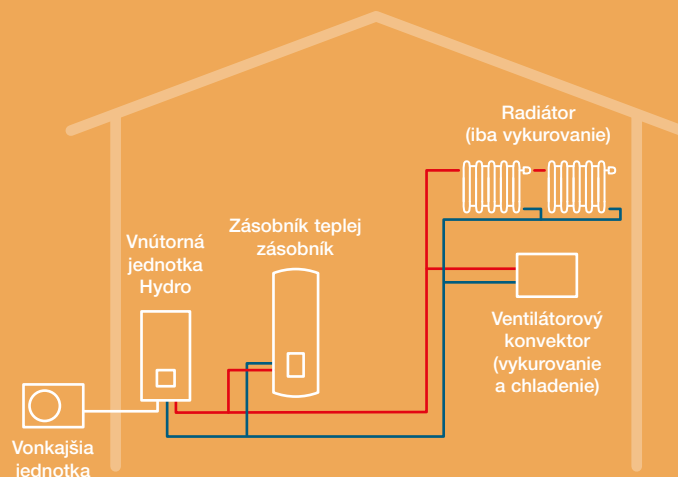 Radiátor
(iba vykurovanie)
Zásobník teplej
zásobník
Vnútorná
jednotka
Hydro
Ventilátorový
konvektor
(vykurovanie
a chladenie)
Vonkajšia
jednotka